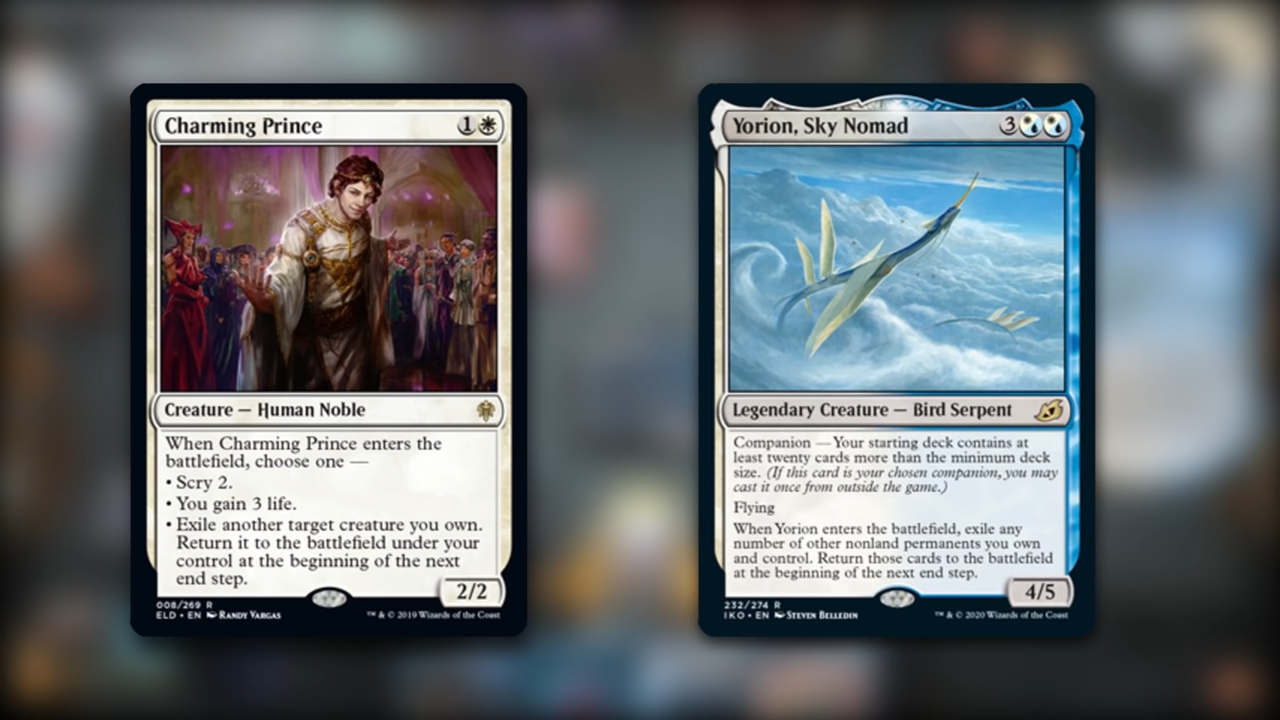 Charming Prince 1
Creature — Human Noble
When Charming Prince enters the
battlefield, choose one —
• Scry 2.
• You gain 3 life.
• Exile another target creature you own.
Return it to the battlefield under your
control at the beginning of the next
end step.
2/2
008/269 R
ELD • EN Randy Vargas
™ & © 2019 Wizards of the Coast
Yorion, Sky Nomad 3
Legendary Creature — Bird Serpent
Companion — Your starting deck contains at
least twenty cards more than the minimum deck
size. (If this card is your chosen companion, you may
cast it once from outside the game.)
Flying
When Yorion enters the battlefield, exile any
number of other nonland permanents you own
and control. Return those cards to the battlefield
at the beginning of the next end step.
4/5
232/274 R
IKO • EN Steven Belledin
™ & © 2020 Wizards of the Coast